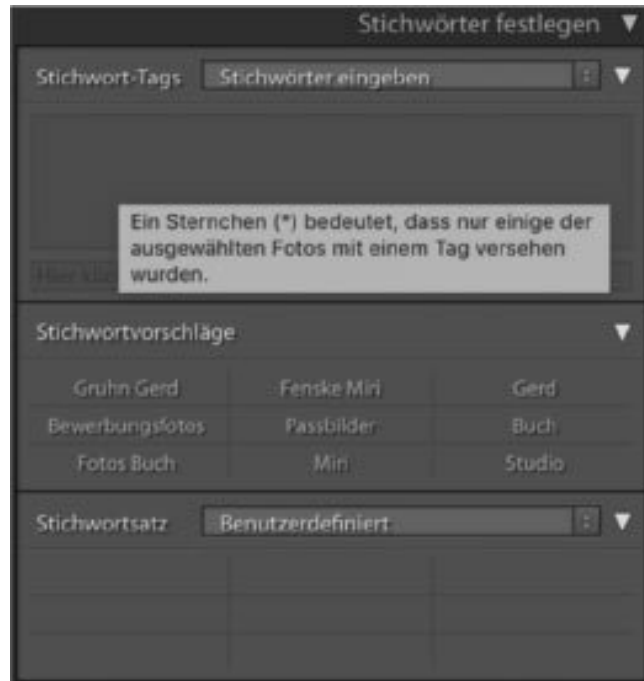 Stichwörter festlegen
Stichwort-Tags Stichwörter eingeben
Ein Sternchen (*) bedeutet, dass nur einige der
ausgewählten Fotos mit einem Tag versehen
wurden.
Hier
Stichwortvorschläge
Gruhn Gerd Fenske Miri Gerd
Bewerbungsfotos Passbilder Buch
Fotos Buch Miri Studio
Stichwortsatz Benutzerdefiniert